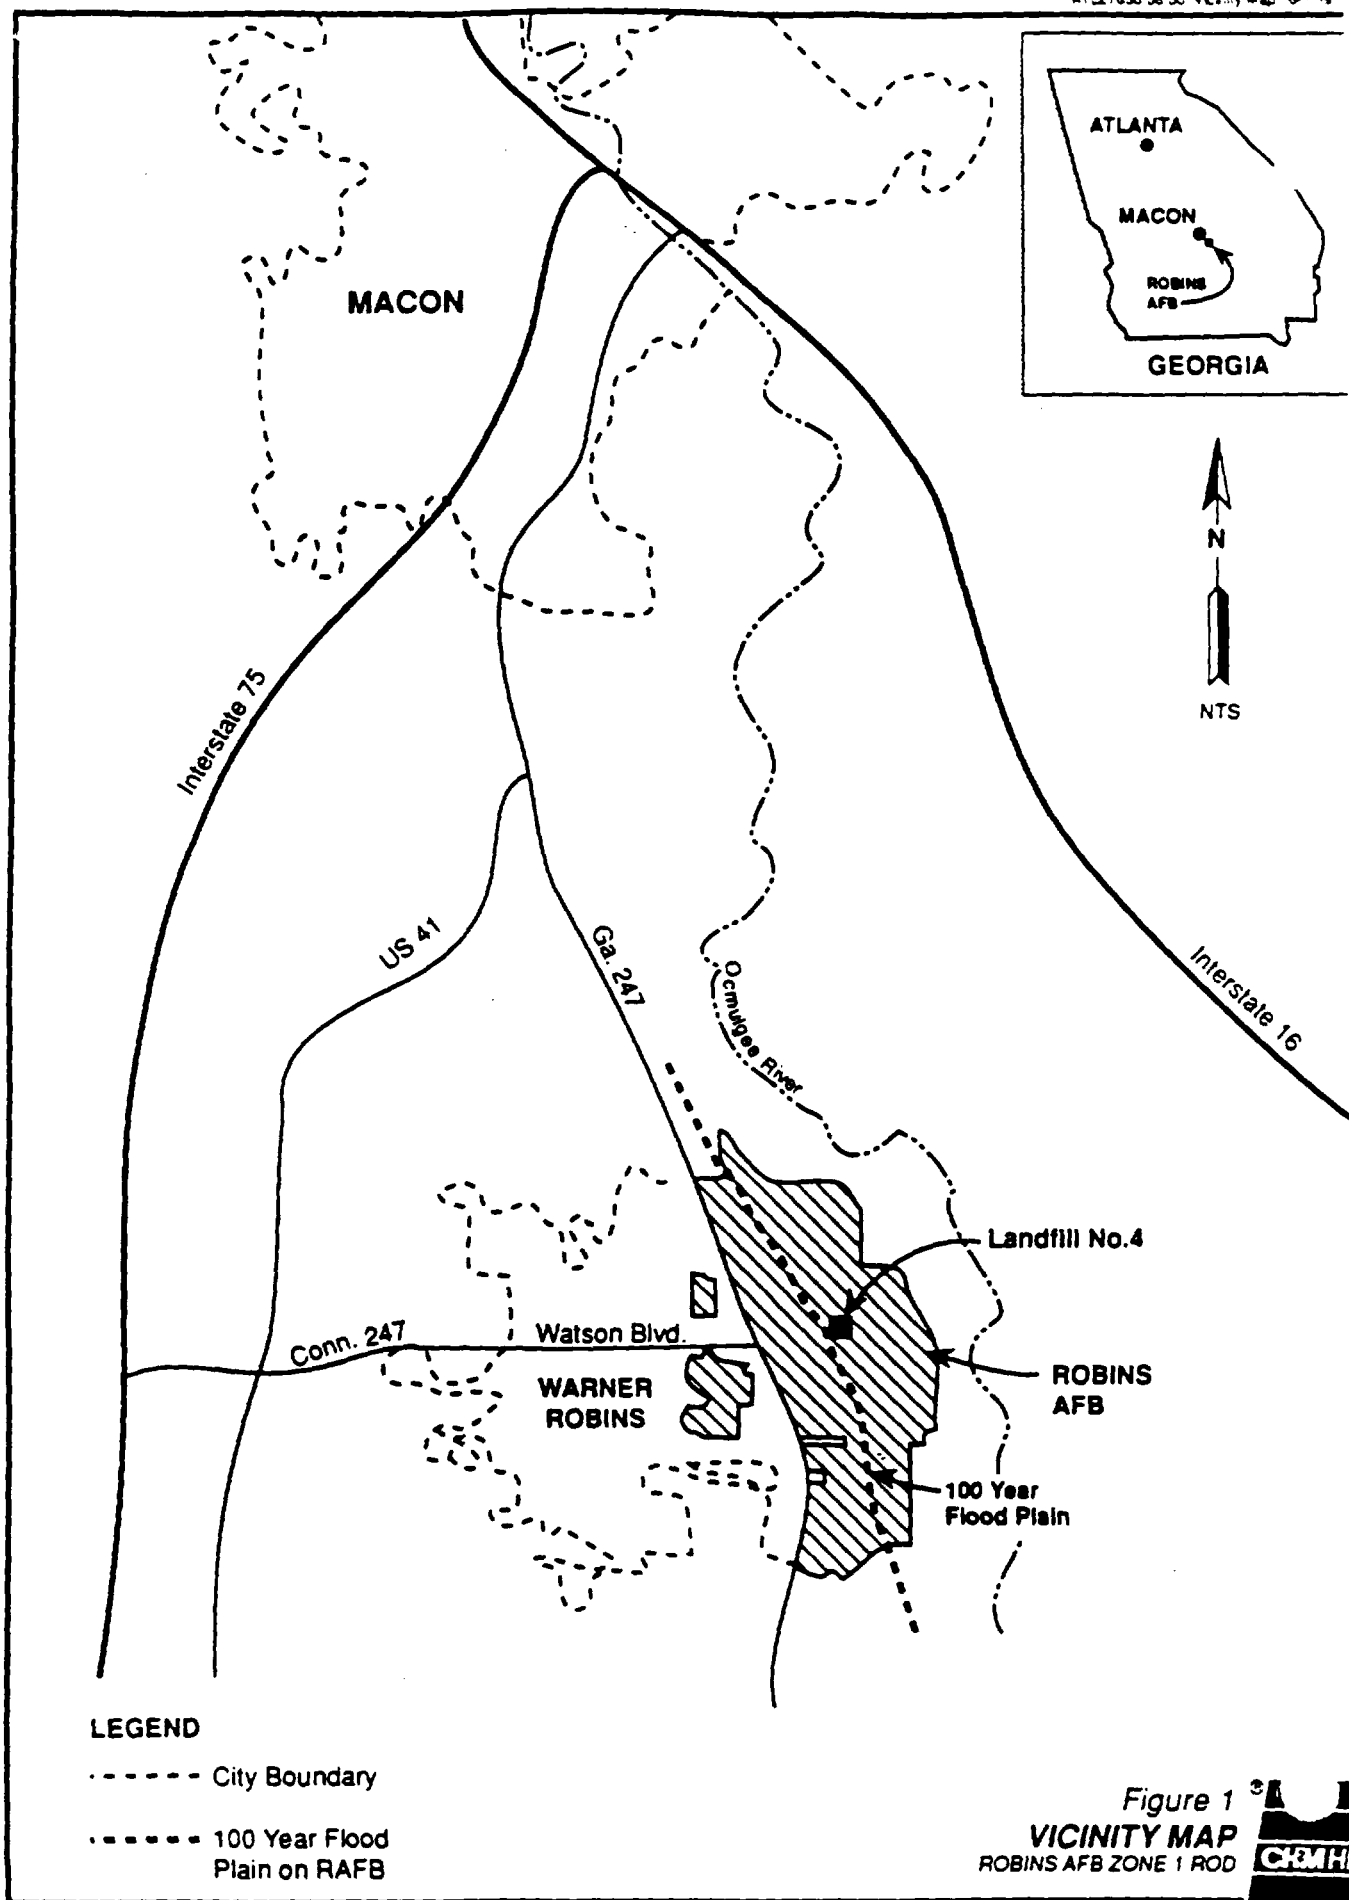 ATLANTA
MACON
ROBINS
AFB
GEORGIA
MACON
N
NTS
Interstate 75
US 41
Ga. 247
Ocmulgee River
Interstate 16
Landfill No.4
Conn. 247
Watson Blvd.
WARNER
ROBINS
ROBINS
AFB
100 Year
Flood Plain
LEGEND
City Boundary
100 Year Flood
Plain on RAFB
Figure 1
VICINITY MAP
ROBINS AFB ZONE 1 ROD